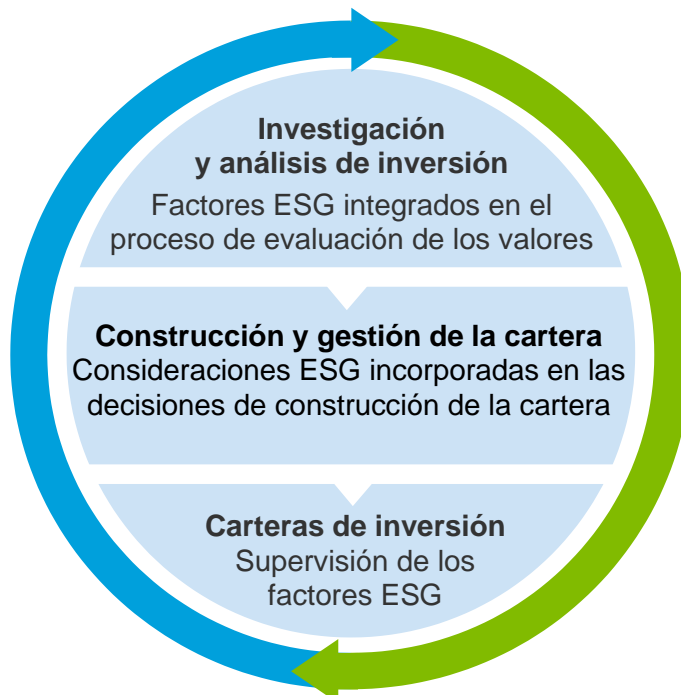 Investigación
y análisis de inversión
Factores ESG integrados en el
proceso de evaluación de los valores
Construcción y gestión de la cartera
Consideraciones ESG incorporadas en las
decisiones de construcción de la cartera
Carteras de inversión
Supervisión de los
factores ESG